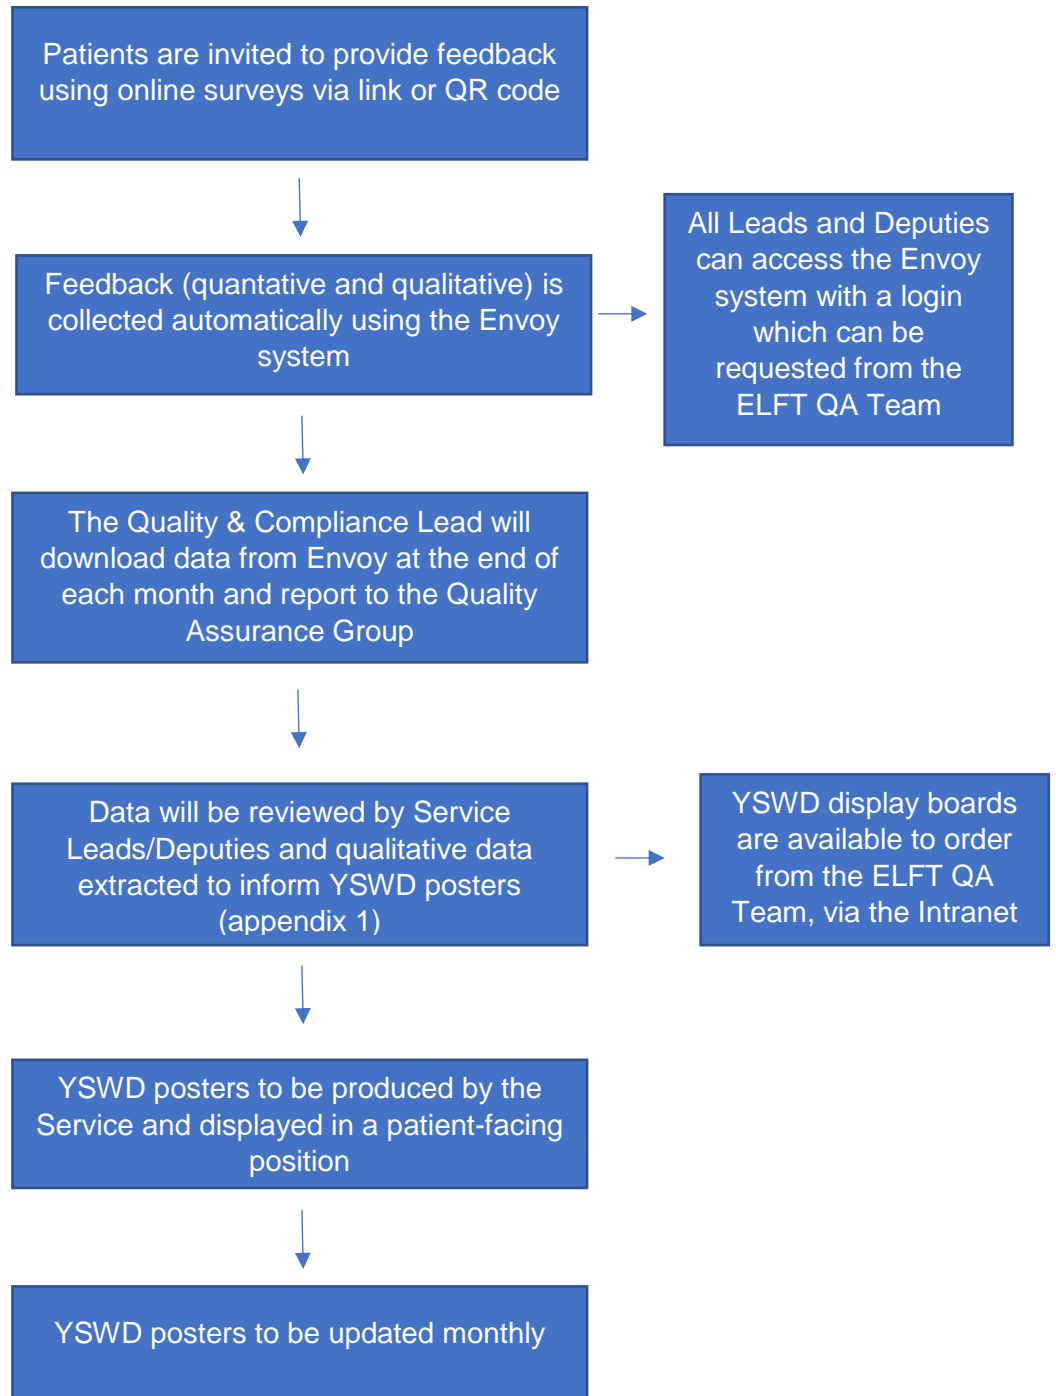 Patients are invited to provide feedback
using online surveys via link or QR code
Feedback (quantative and qualitative) is
collected automatically using the Envoy
system
All Leads and Deputies
can access the Envoy
system with a login
which can be
requested from the
ELFT QA Team
The Quality & Compliance Lead will
download data from Envoy at the end of
each month and report to the Quality
Assurance Group
Data will be reviewed by Service
Leads/Deputies and qualitative data
extracted to inform YSWD posters
(appendix 1)
YSWD display boards
are available to order
from the ELFT QA
Team, via the Intranet
YSWD posters to be produced by the
Service and displayed in a patient-facing
position
YSWD posters to be updated monthly